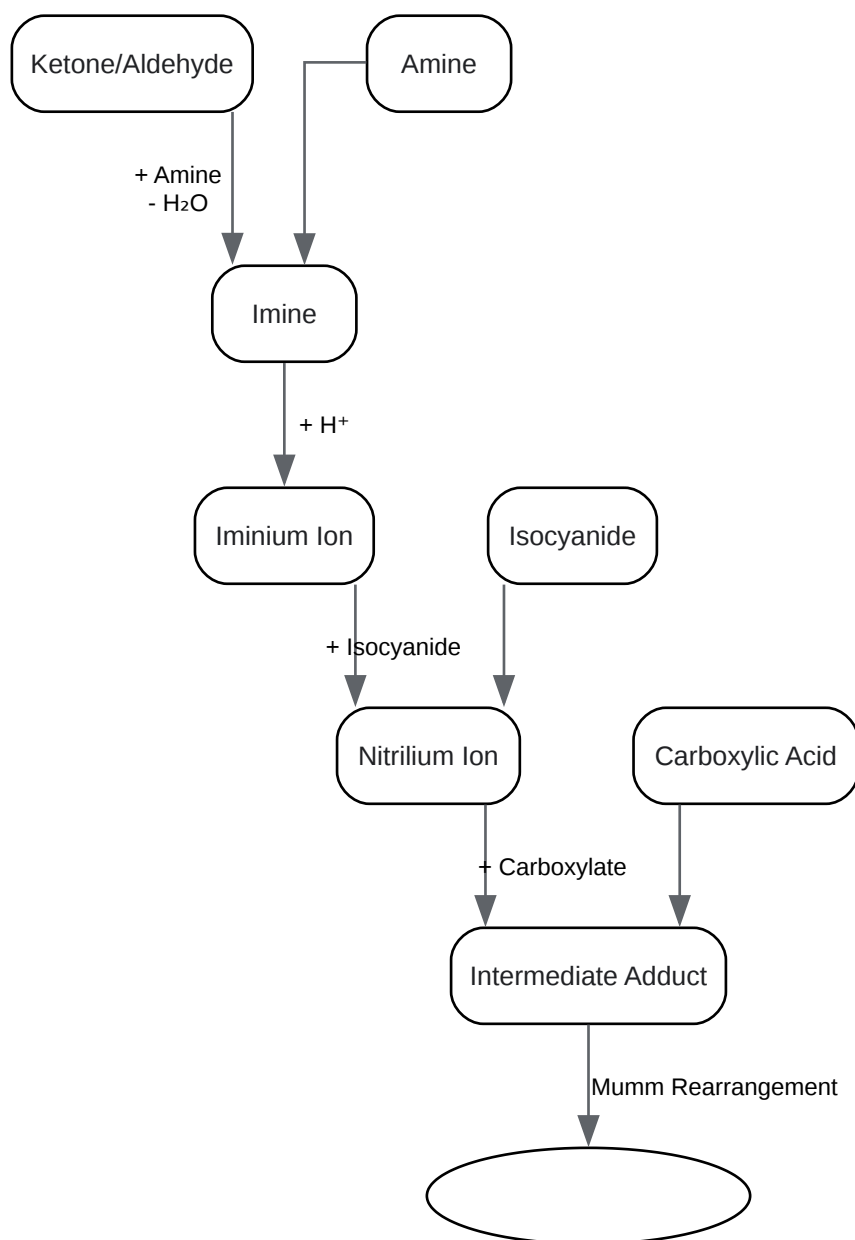 Ketone/Aldehyde
Amine
+ Amine
- H₂O
Imine
+ H⁺
Iminium Ion
Isocyanide
+ Isocyanide
Nitrilium Ion
Carboxylic Acid
+ Carboxylate
Intermediate Adduct
Mumm Rearrangement